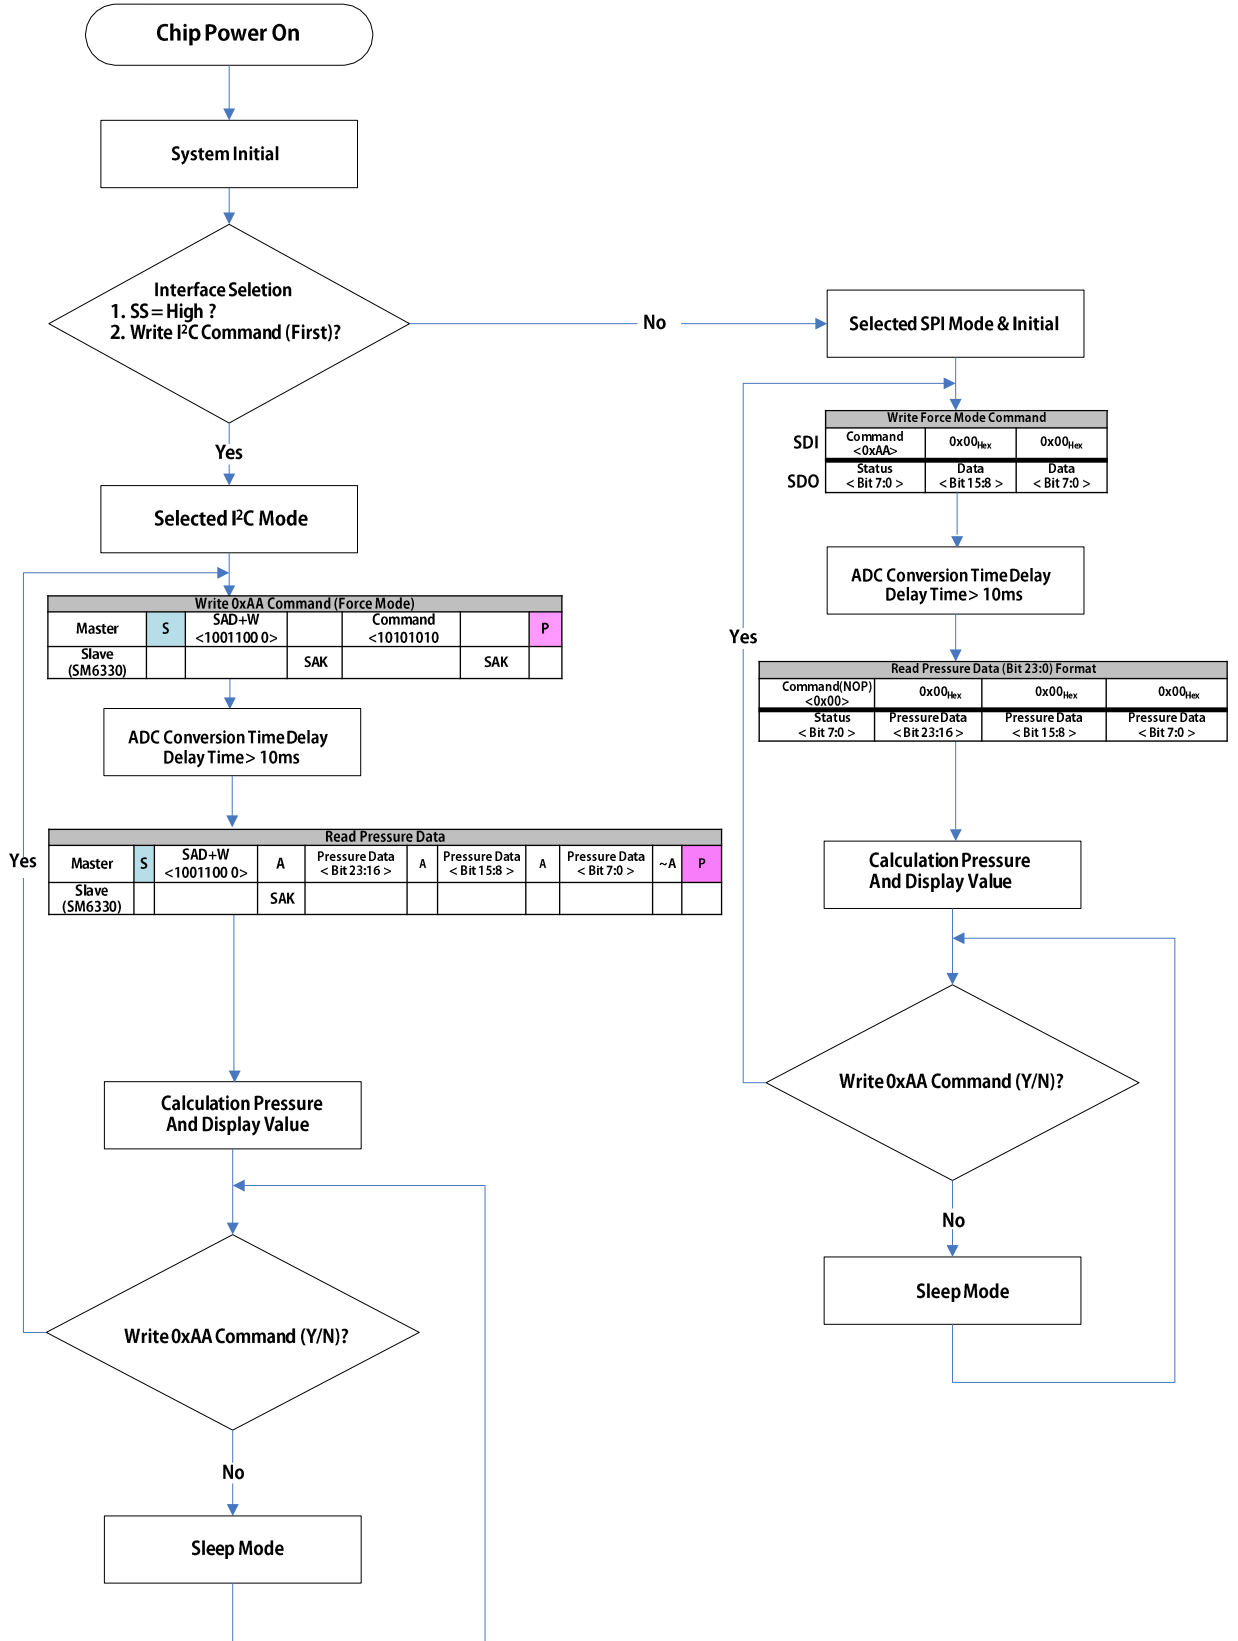 Chip Power On
System Initial
Interface Seletion
1. SS = High ?
2. Write I²C Command (First)?
No
Yes
Selected I²C Mode
Write 0xAA Command (Force Mode)
Master S SAD+W <1001100 0> Command <10101010 P
Slave (SM6330) SAK SAK
ADC Conversion Time Delay
Delay Time > 10ms
Read Pressure Data
Master S SAD+W <1001100 0> A Pressure Data < Bit 23:16 > A Pressure Data < Bit 15:8 > A Pressure Data < Bit 7:0 > ~A P
Slave (SM6330) SAK
Yes
Calculation Pressure
And Display Value
Write 0xAA Command (Y/N)?
No
Sleep Mode
Selected SPI Mode & Initial
Write Force Mode Command
SDI Command <0xAA> 0x00Hex 0x00Hex
SDO Status < Bit 7:0 > Data < Bit 15:8 > Data < Bit 7:0 >
ADC Conversion Time Delay
Delay Time > 10ms
Yes
Read Pressure Data (Bit 23:0) Format
Command(NOP) <0x00> 0x00Hex 0x00Hex 0x00Hex
Status < Bit 7:0 > Pressure Data < Bit 23:16 > Pressure Data < Bit 15:8 > Pressure Data < Bit 7:0 >
Calculation Pressure
And Display Value
Write 0xAA Command (Y/N)?
No
Sleep Mode